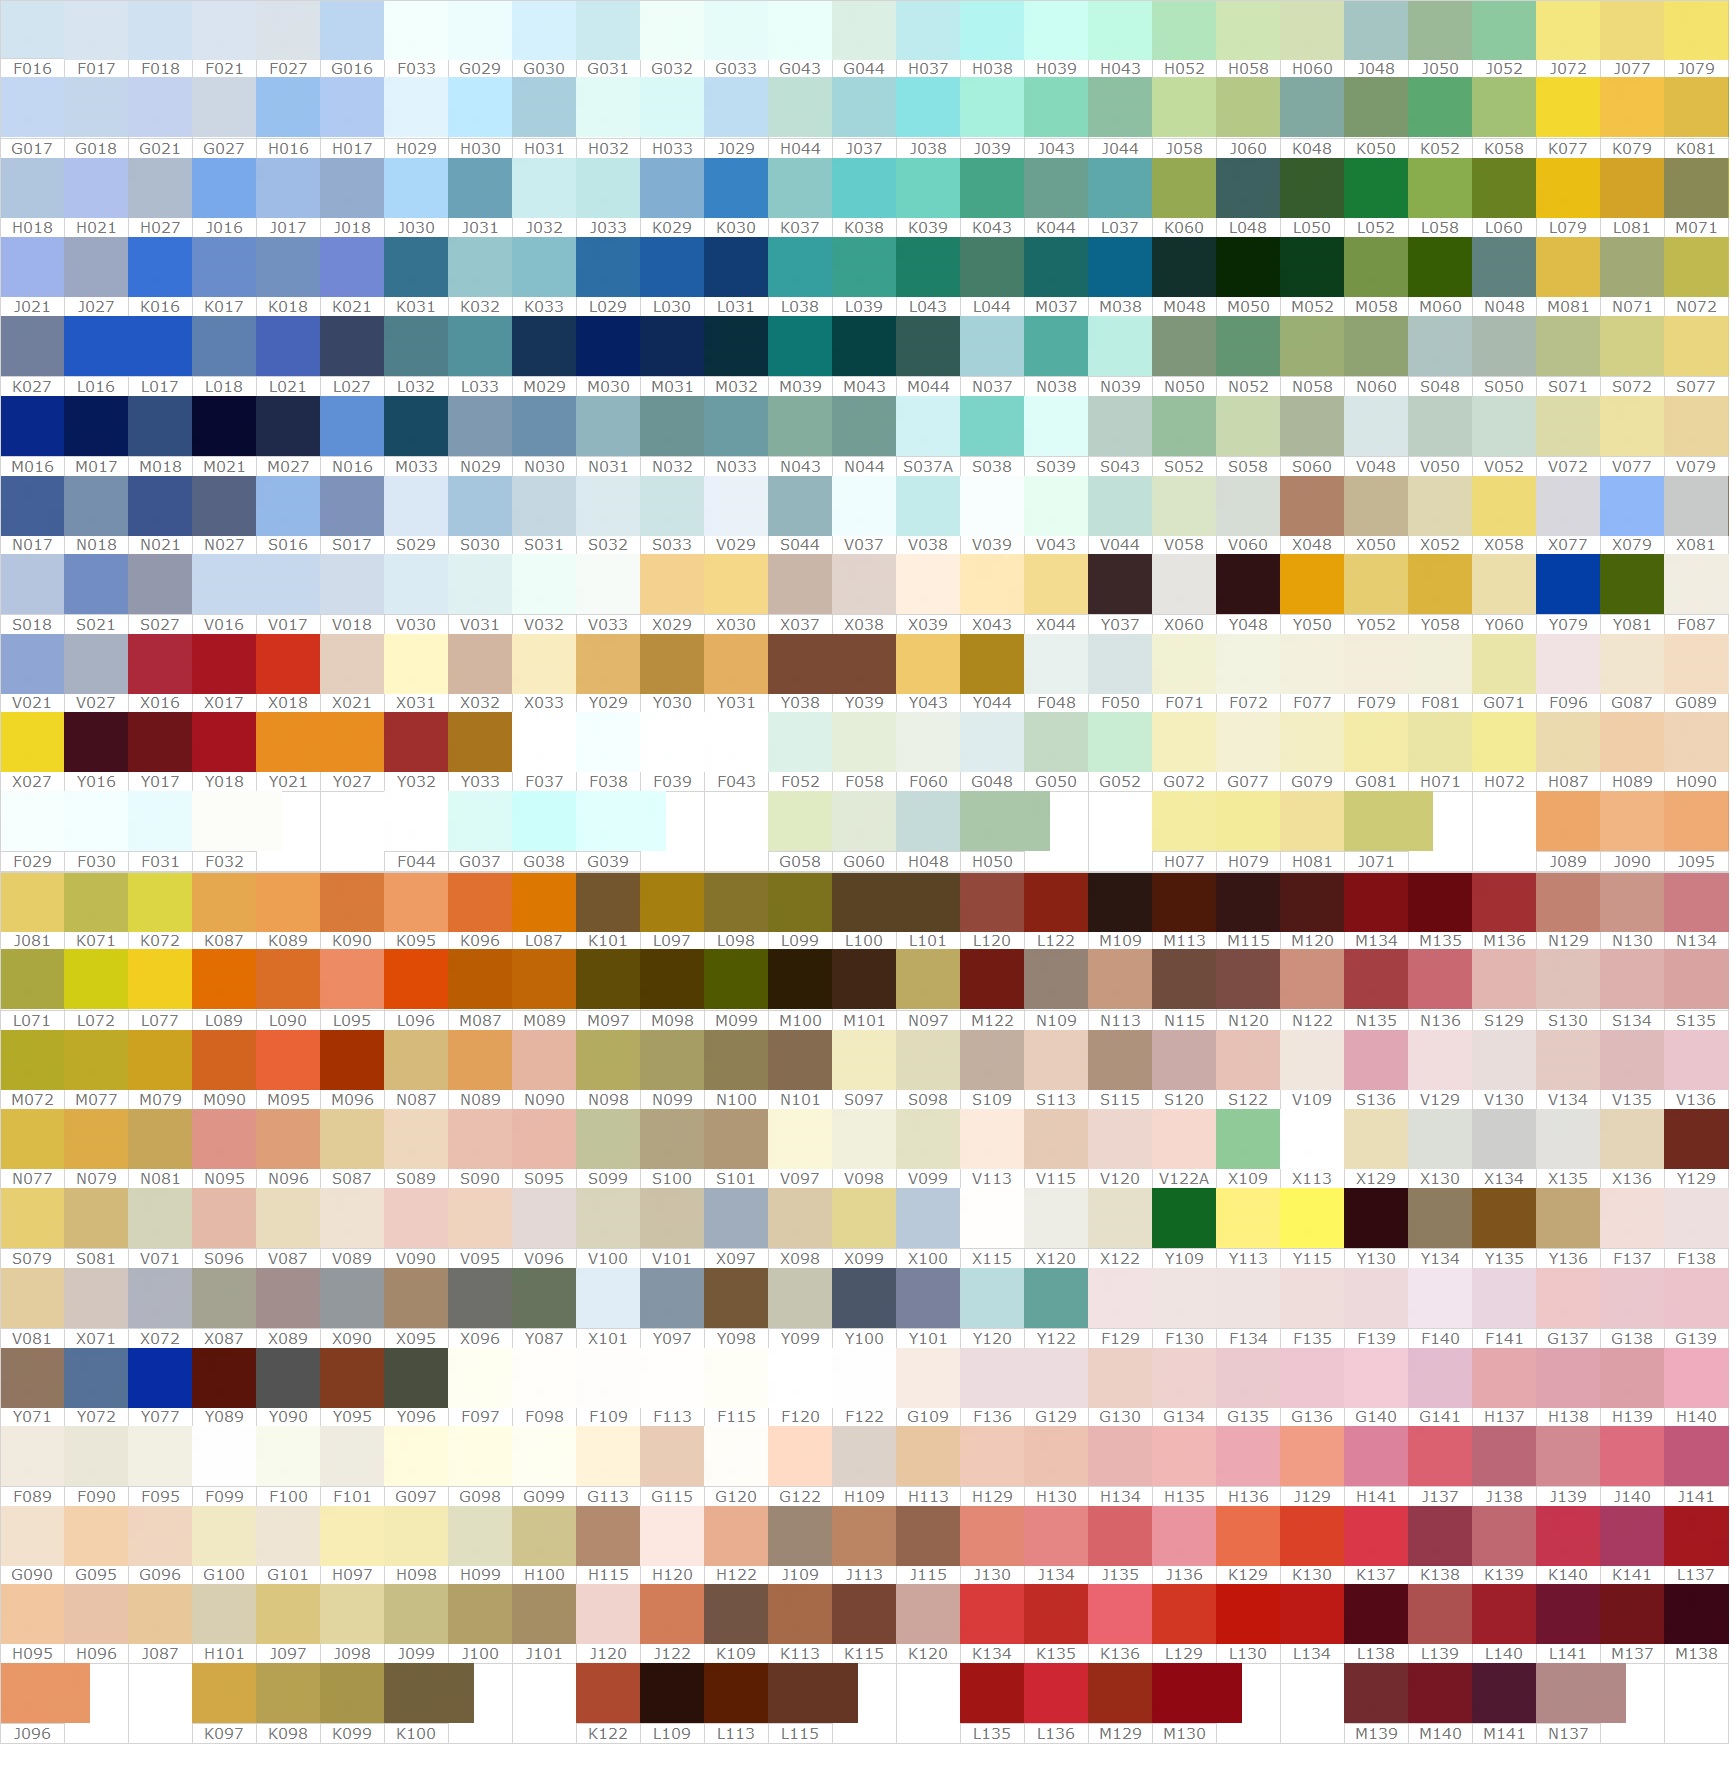 F016 F017 F018 F021 F027 G016 F033 G029 G030 G031 G032 G033 G043 G044 H037 H038 H039 H043 H052 H058 H060 J048 J050 J052 J072 J077 J079
G017 G018 G021 G027 H016 H017 H029 H030 H031 H032 H033 J029 H044 J037 J038 J039 J043 J044 J058 J060 K048 K050 K052 K058 K077 K079 K081
H018 H021 H027 J016 J017 J018 J030 J031 J032 J033 K029 K030 K037 K038 K039 K043 K044 L037 K060 L048 L050 L052 L058 L060 L079 L081 M071
J021 J027 K016 K017 K018 K021 K031 K032 K033 L029 L030 L031 L038 L039 L043 L044 M037 M038 M048 M050 M052 M058 M060 N048 M081 N071 N072
K027 L016 L017 L018 L021 L027 L032 L033 M029 M030 M031 M032 M039 M043 M044 N037 N038 N039 N050 N052 N058 N060 S048 S050 S071 S072 S077
M016 M017 M018 M021 M027 N016 M033 N029 N030 N031 N032 N033 N043 N044 S037A S038 S039 S043 S052 S058 S060 V048 V050 V052 V072 V077 V079
N017 N018 N021 N027 S016 S017 S029 S030 S031 S032 S033 V029 S044 V037 V038 V039 V043 V044 V058 V060 X048 X050 X052 X058 X077 X079 X081
S018 S021 S027 V016 V017 V018 V030 V031 V032 V033 X029 X030 X037 X038 X039 X043 X044 Y037 X060 Y048 Y050 Y052 Y058 Y060 Y079 Y081 F087
V021 V027 X016 X017 X018 X021 X031 X032 X033 Y029 Y030 Y031 Y038 Y039 Y043 Y044 F048 F050 F071 F072 F077 F079 F081 G071 F096 G087 G089
X027 Y016 Y017 Y018 Y021 Y027 Y032 Y033 F037 F038 F039 F043 F052 F058 F060 G048 G050 G052 G072 G077 G079 G081 H071 H072 H087 H089 H090
F029 F030 F031 F032 F044 G037 G038 G039 G058 G060 H048 H050 H077 H079 H081 J071 J089 J090 J095
J081 K071 K072 K087 K089 K090 K095 K096 L087 K101 L097 L098 L099 L100 L101 L120 L122 M109 M113 M115 M120 M134 M135 M136 N129 N130 N134
L071 L072 L077 L089 L090 L095 L096 M087 M089 M097 M098 M099 M100 M101 N097 M122 N109 N113 N115 N120 N122 N135 N136 S129 S130 S134 S135
M072 M077 M079 M090 M095 M096 N087 N089 N090 N098 N099 N100 N101 S097 S098 S109 S113 S115 S120 S122 V109 S136 V129 V130 V134 V135 V136
N077 N079 N081 N095 N096 S087 S089 S090 S095 S099 S100 S101 V097 V098 V099 V113 V115 V120 V122A X109 X113 X129 X130 X134 X135 X136 Y129
S079 S081 V071 S096 V087 V089 V090 V095 V096 V100 V101 X097 X098 X099 X100 X115 X120 X122 Y109 Y113 Y115 Y130 Y134 Y135 Y136 F137 F138
V081 X071 X072 X087 X089 X090 X095 X096 Y087 X101 Y097 Y098 Y099 Y100 Y101 Y120 Y122 F129 F130 F134 F135 F139 F140 F141 G137 G138 G139
Y071 Y072 Y077 Y089 Y090 Y095 Y096 F097 F098 F109 F113 F115 F120 F122 G109 F136 G129 G130 G134 G135 G136 G140 G141 H137 H138 H139 H140
F089 F090 F095 F099 F100 F101 G097 G098 G099 G113 G115 G120 G122 H109 H113 H129 H130 H134 H135 H136 J129 H141 J137 J138 J139 J140 J141
G090 G095 G096 G100 G101 H097 H098 H099 H100 H115 H120 H122 J109 J113 J115 J130 J134 J135 J136 K129 K130 K137 K138 K139 K140 K141 L137
H095 H096 J087 H101 J097 J098 J099 J100 J101 J120 J122 K109 K113 K115 K120 K134 K135 K136 L129 L130 L134 L138 L139 L140 L141 M137 M138
J096 K097 K098 K099 K100 K122 L109 L113 L115 L135 L136 M129 M130 M139 M140 M141 N137